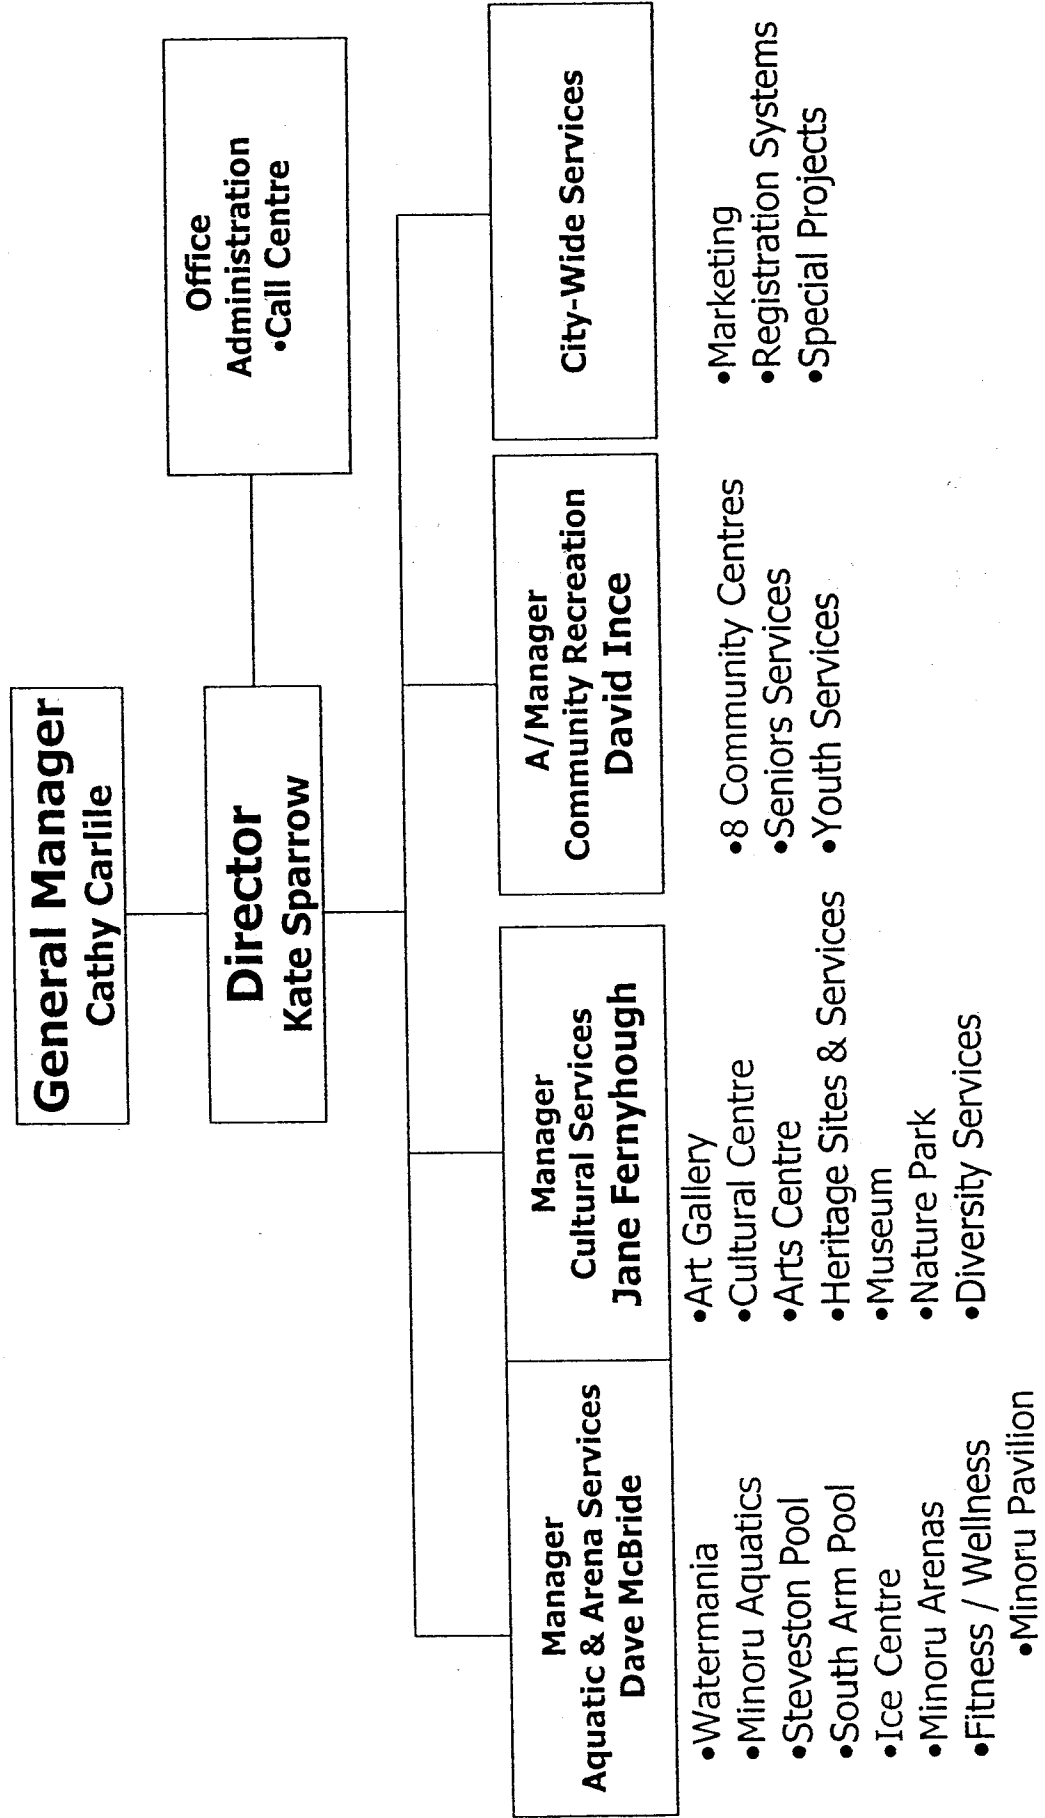 General Manager
Cathy Carlile
Director
Kate Sparrow
Office
Administration
•Call Centre
Manager
Aquatic & Arena Services
Dave McBride
•Watermania
•Minoru Aquatics
•Steveston Pool
•South Arm Pool
•Ice Centre
•Minoru Arenas
•Fitness / Wellness
•Minoru Pavilion
Manager
Cultural Services
Jane Fernyhough
•Art Gallery
•Cultural Centre
•Arts Centre
•Heritage Sites & Services
•Museum
•Nature Park
•Diversity Services
A/Manager
Community Recreation
David Ince
•8 Community Centres
•Seniors Services
•Youth Services
City-Wide Services
•Marketing
•Registration Systems
•Special Projects